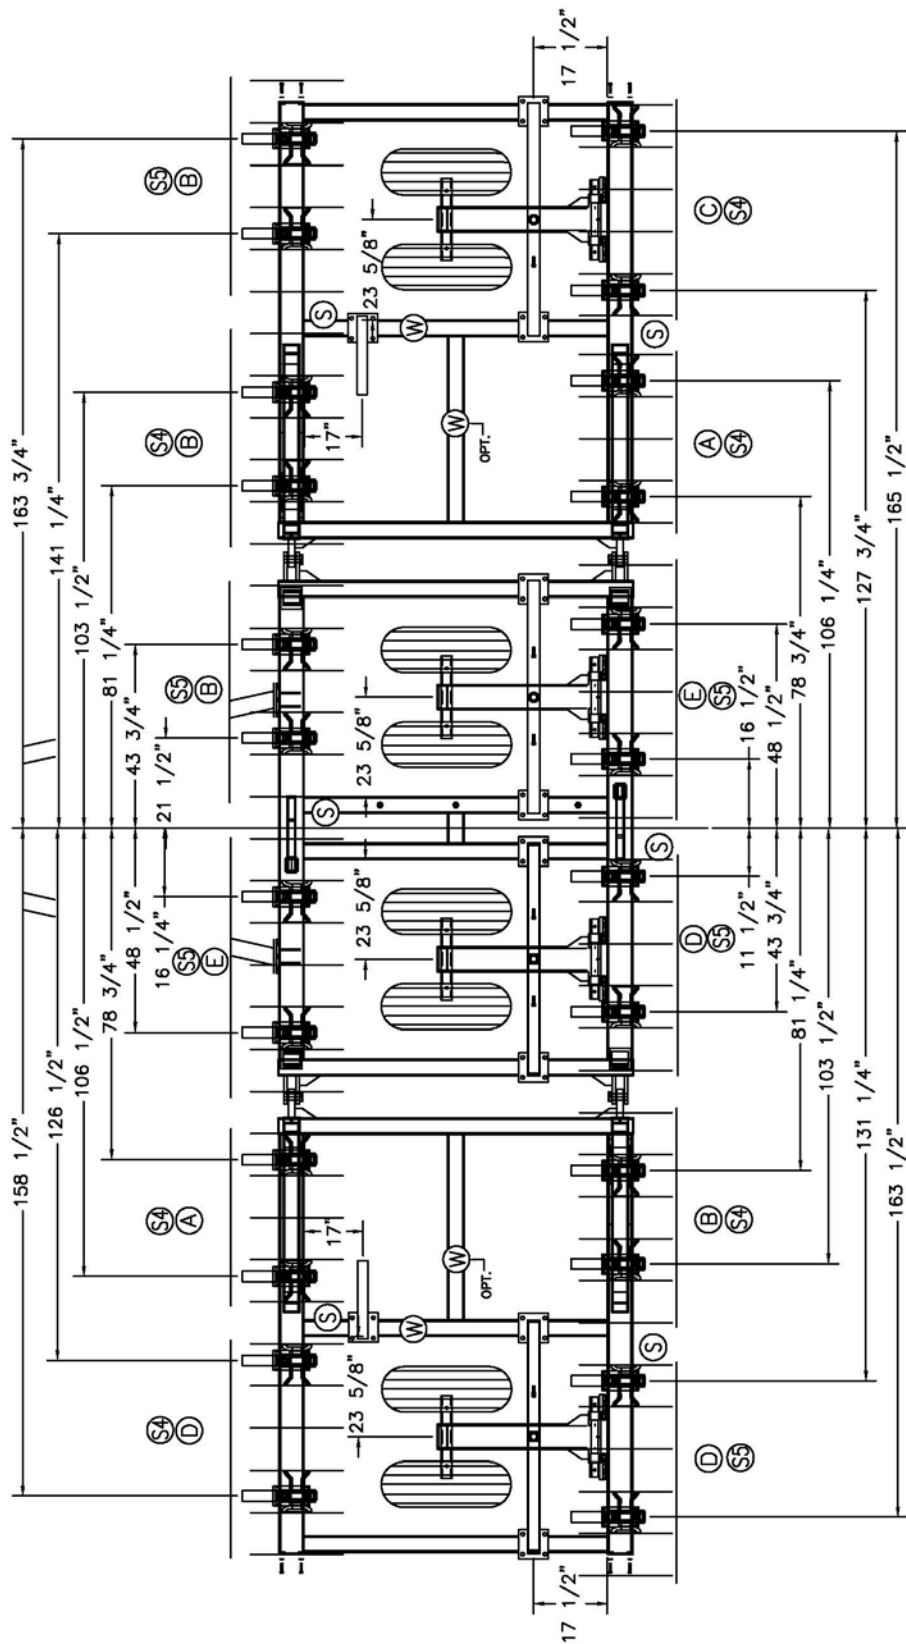 158 1/2" 163 3/4"
126 1/2" 141 1/4"
106 1/2" 103 1/2"
78 3/4" 81 1/4"
48 1/2" 43 3/4"
16 1/4" 21 1/2"
S4 S4 S5 S5 S4 S5
D A E B B B
S 17" S 17" S
23 5/8" 23 5/8" 23 5/8" 23 5/8"
W W
W W
OPT. OPT.
17 1/2" 17 1/2"
S S S
D B D E A C
S5 S4 S5 S5 S4 S4
11 1/2" 16 1/2"
43 3/4" 48 1/2"
81 1/4" 78 3/4"
103 1/2" 106 1/4"
131 1/4" 127 3/4"
163 1/2" 165 1/2"